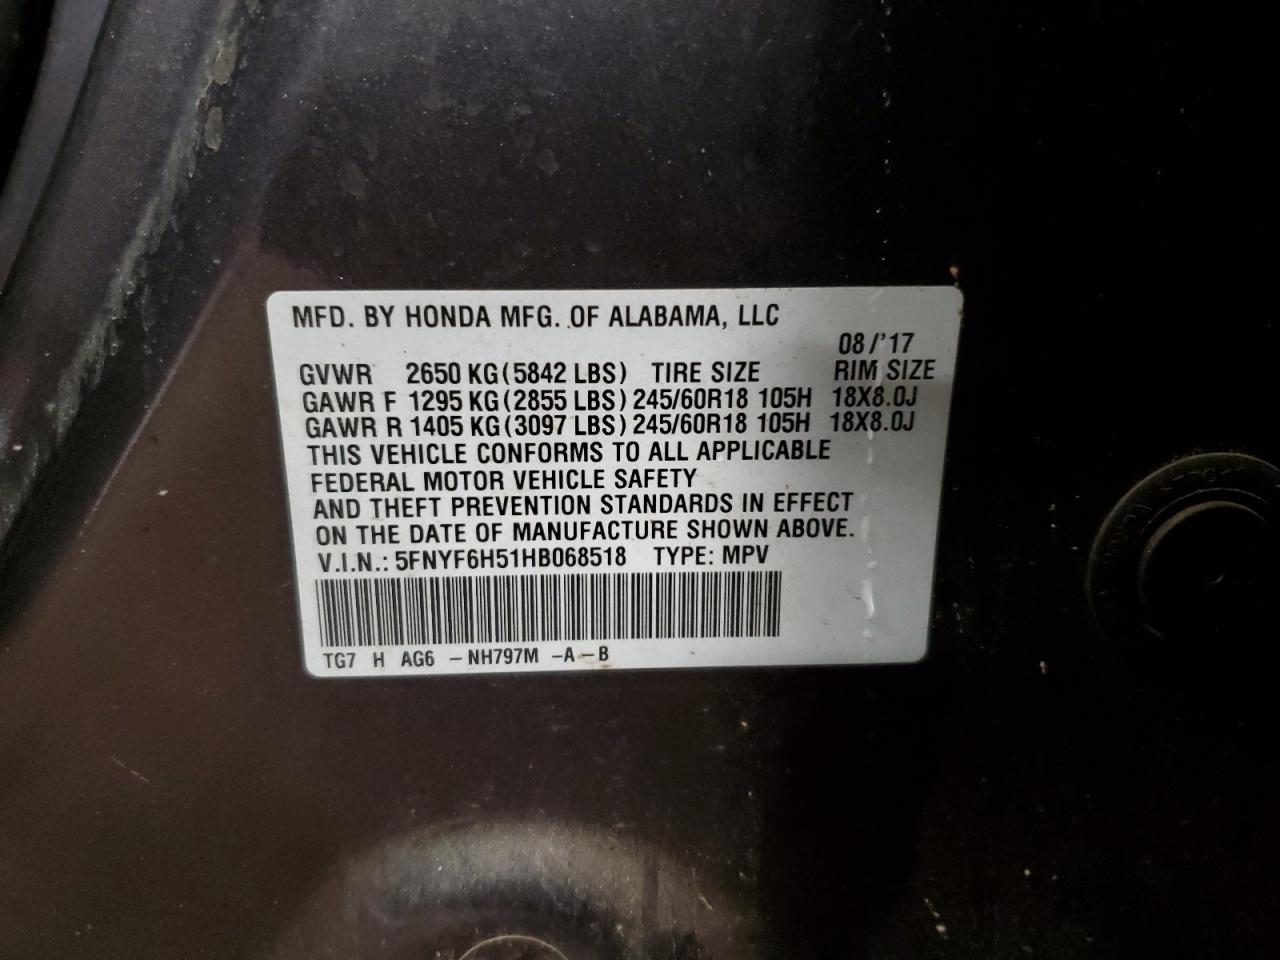 MFD. BY HONDA MFG. OF ALABAMA, LLC
08/'17
GVWR 2650 KG (5842 LBS) TIRE SIZE RIM SIZE
GAWR F 1295 KG (2855 LBS) 245/60R18 105H 18X8.0J
GAWR R 1405 KG (3097 LBS) 245/60R18 105H 18X8.0J
THIS VEHICLE CONFORMS TO ALL APPLICABLE
FEDERAL MOTOR VEHICLE SAFETY
AND THEFT PREVENTION STANDARDS IN EFFECT
ON THE DATE OF MANUFACTURE SHOWN ABOVE.
V.I.N.: 5FNYF6H51HB068518 TYPE: MPV
TG7 H AG6 -NH797M -A-B